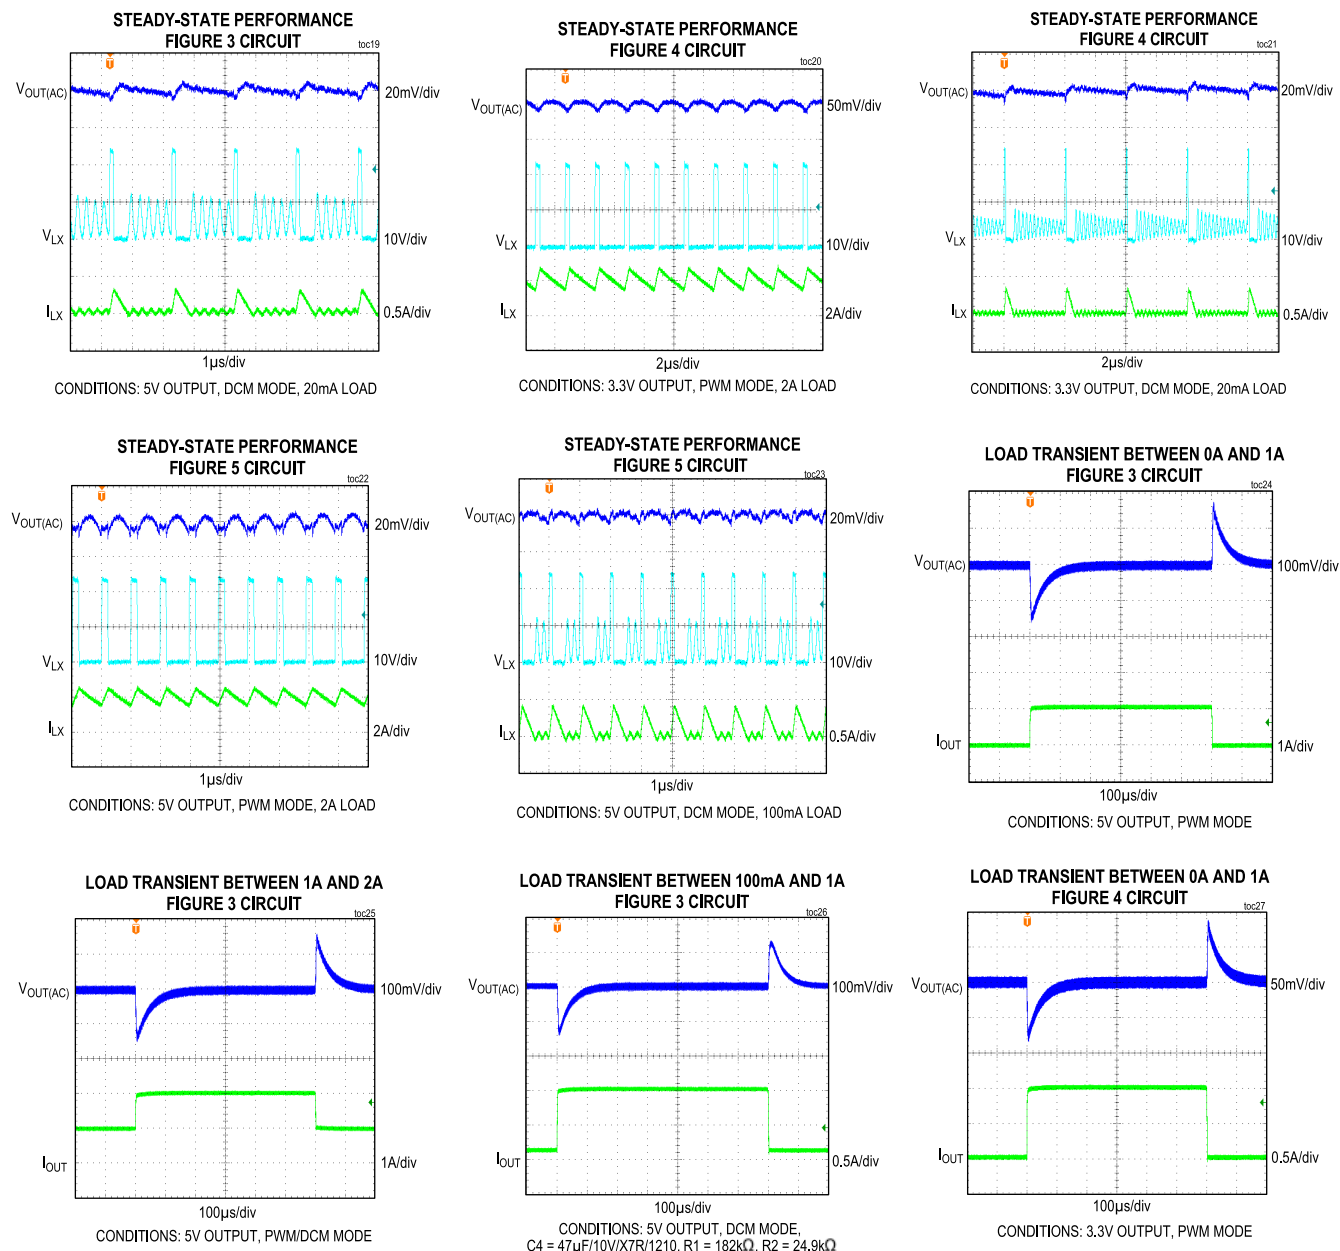 STEADY-STATE PERFORMANCE
FIGURE 3 CIRCUIT
toc19
T
VOUT(AC)
20mV/div
VLX
10V/div
ILX
0.5A/div
1µs/div
CONDITIONS: 5V OUTPUT, DCM MODE, 20mA LOAD
STEADY-STATE PERFORMANCE
FIGURE 4 CIRCUIT
toc20
T
VOUT(AC)
50mV/div
VLX
10V/div
ILX
2A/div
2µs/div
CONDITIONS: 3.3V OUTPUT, PWM MODE, 2A LOAD
STEADY-STATE PERFORMANCE
FIGURE 4 CIRCUIT
toc21
T
VOUT(AC)
20mV/div
VLX
10V/div
ILX
0.5A/div
2µs/div
CONDITIONS: 3.3V OUTPUT, DCM MODE, 20mA LOAD
STEADY-STATE PERFORMANCE
FIGURE 5 CIRCUIT
toc22
T
VOUT(AC)
20mV/div
VLX
10V/div
ILX
2A/div
1µs/div
CONDITIONS: 5V OUTPUT, PWM MODE, 2A LOAD
STEADY-STATE PERFORMANCE
FIGURE 5 CIRCUIT
toc23
T
VOUT(AC)
20mV/div
VLX
10V/div
ILX
0.5A/div
1µs/div
CONDITIONS: 5V OUTPUT, DCM MODE, 100mA LOAD
LOAD TRANSIENT BETWEEN 0A AND 1A
FIGURE 3 CIRCUIT
toc24
T
VOUT(AC)
100mV/div
IOUT
1A/div
100µs/div
CONDITIONS: 5V OUTPUT, PWM MODE
LOAD TRANSIENT BETWEEN 1A AND 2A
FIGURE 3 CIRCUIT
toc25
T
VOUT(AC)
100mV/div
IOUT
1A/div
100µs/div
CONDITIONS: 5V OUTPUT, PWM/DCM MODE
LOAD TRANSIENT BETWEEN 100mA AND 1A
FIGURE 3 CIRCUIT
toc26
T
VOUT(AC)
100mV/div
IOUT
0.5A/div
100µs/div
CONDITIONS: 5V OUTPUT, DCM MODE,
C4 = 47µF/10V/X7R/1210, R1 = 182kΩ, R2 = 24.9kΩ
LOAD TRANSIENT BETWEEN 0A AND 1A
FIGURE 4 CIRCUIT
toc27
T
VOUT(AC)
50mV/div
IOUT
0.5A/div
100µs/div
CONDITIONS: 3.3V OUTPUT, PWM MODE